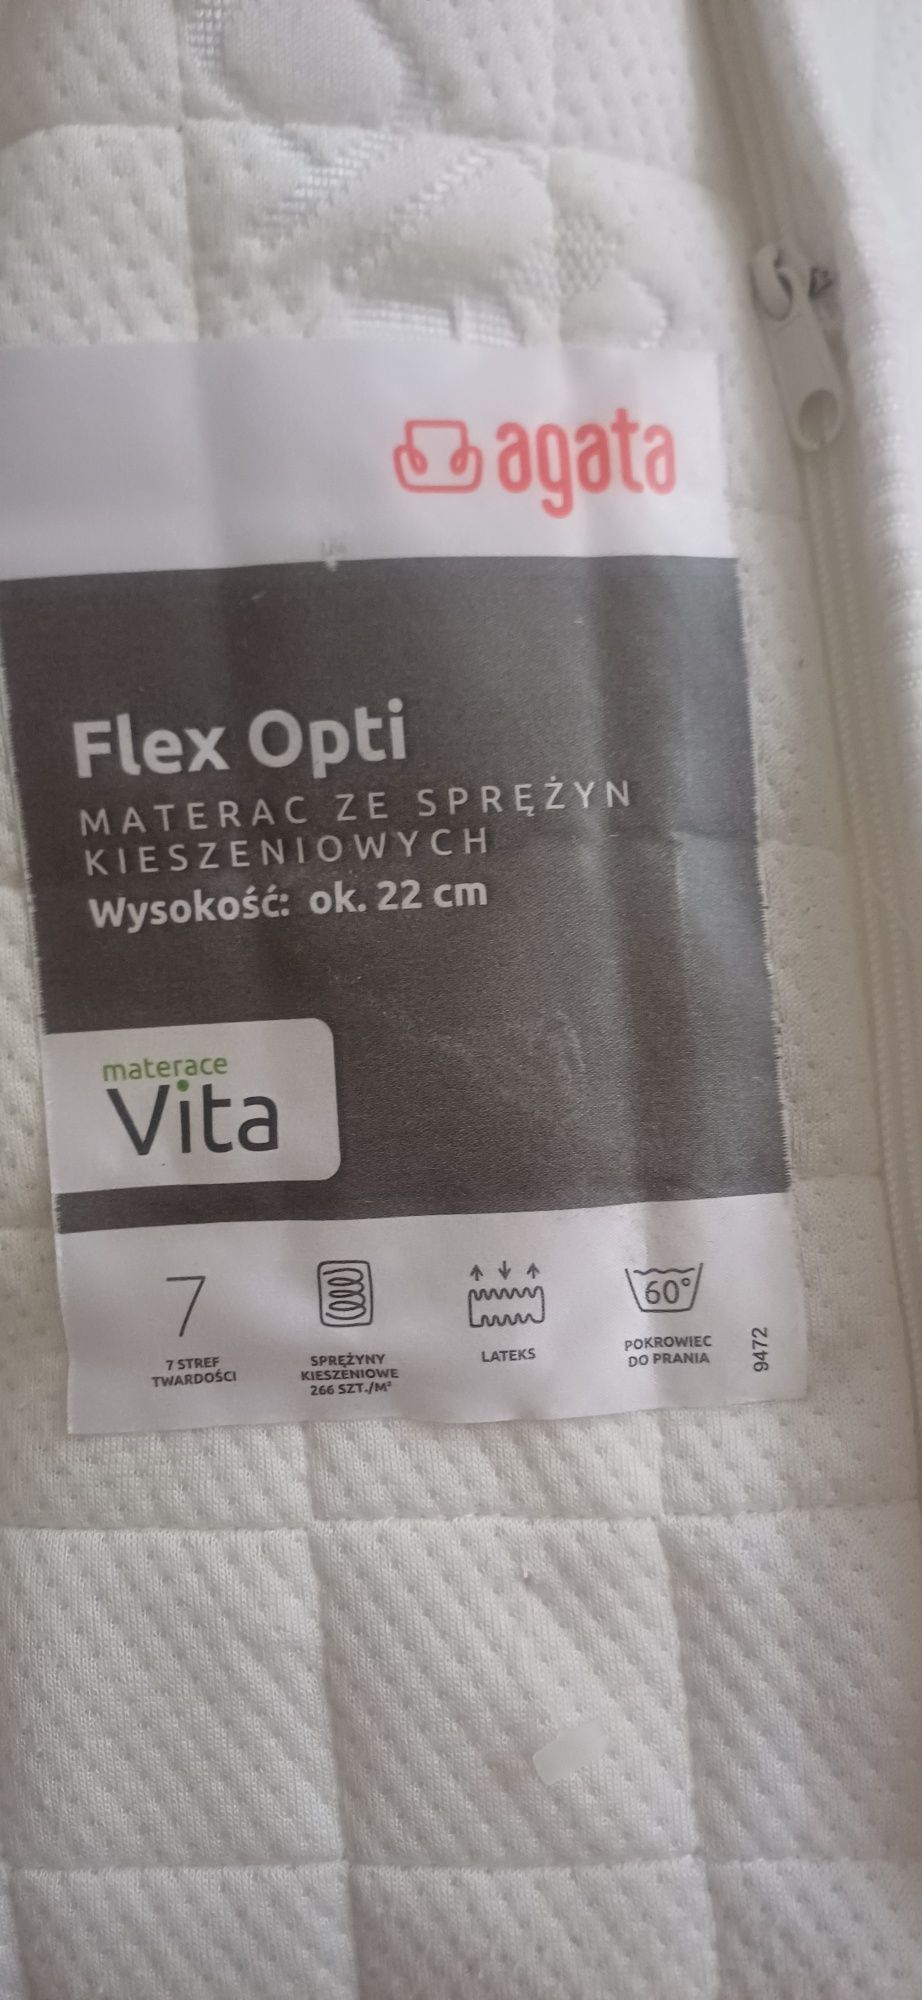 agata
Flex Opti
MATERAC ZE SPRĘŻYN
KIESZENIOWYCH
Wysokość: ok. 22 cm
materace
Vita
7
7 STREF
TWARDOŚCI
SPRĘŻYNY
KIESZENIOWE
266 SZT./M²
LATEKS
60°
POKROWIEC
DO PRANIA
9472